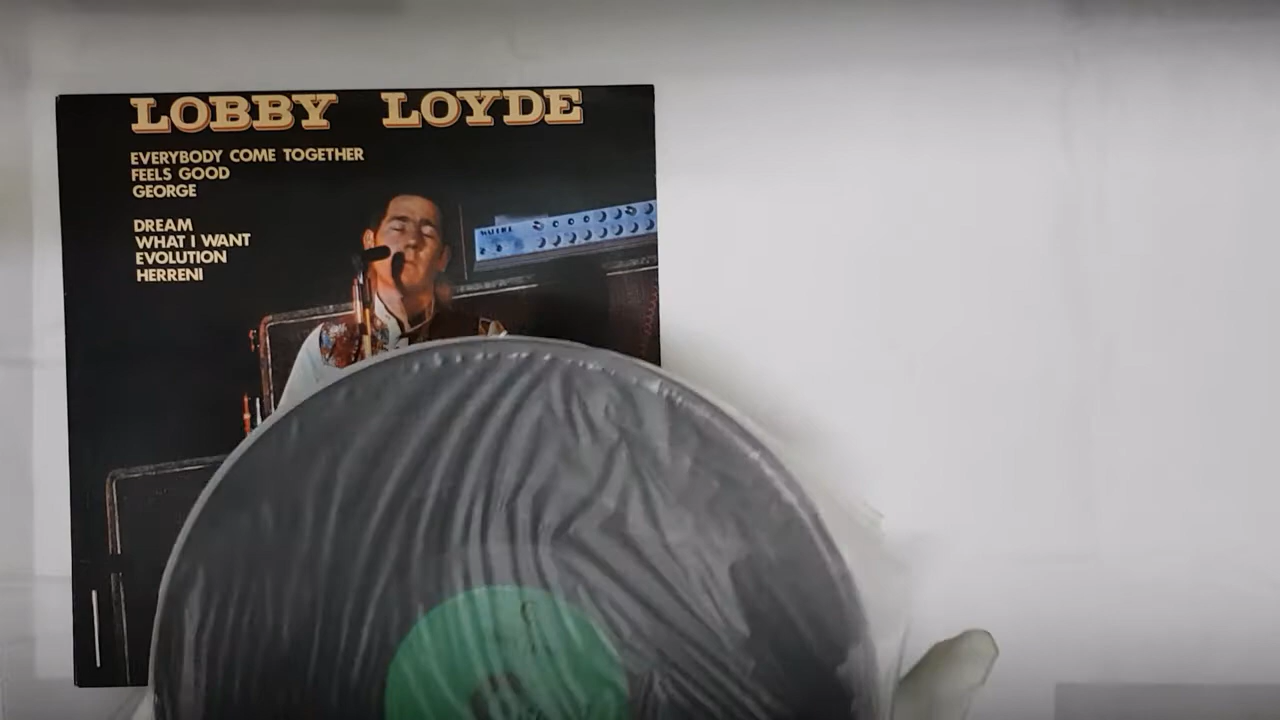 LOBBY LOYDE
EVERYBODY COME TOGETHER
FEELS GOOD
GEORGE
DREAM
WHAT I WANT
EVOLUTION
HERRENI